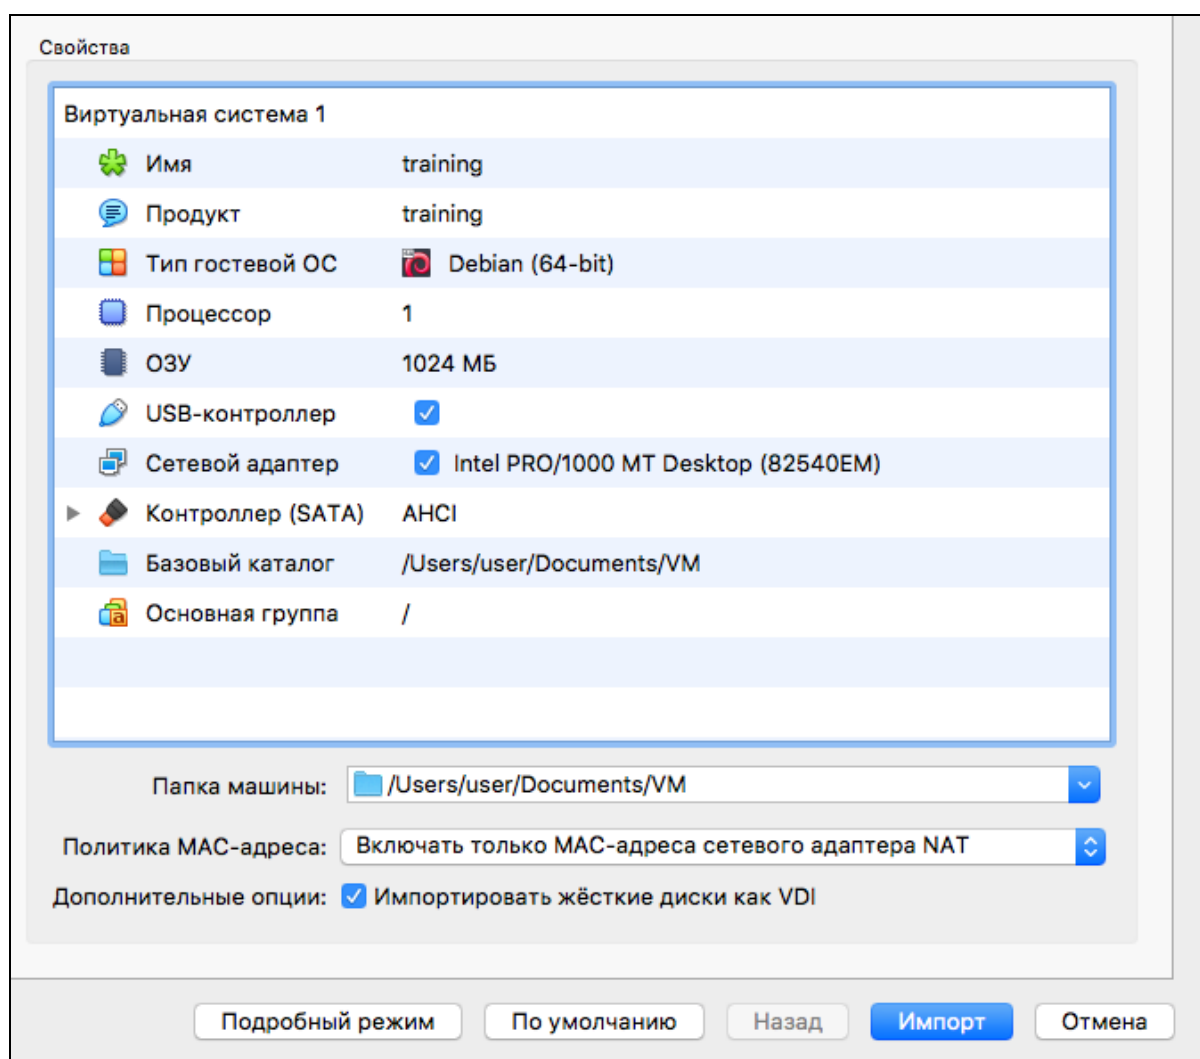 Свойства
Виртуальная система 1
Имя training
Продукт training
Тип гостевой ОС Debian (64-bit)
Процессор 1
ОЗУ 1024 МБ
USB-контроллер
Сетевой адаптер Intel PRO/1000 MT Desktop (82540EM)
Контроллер (SATA) AHCI
Базовый каталог /Users/user/Documents/VM
Основная группа /
Папка машины: /Users/user/Documents/VM
Политика MAC-адреса: Включать только MAC-адреса сетевого адаптера NAT
Дополнительные опции: Импортировать жёсткие диски как VDI
Подробный режим По умолчанию Назад Импорт Отмена